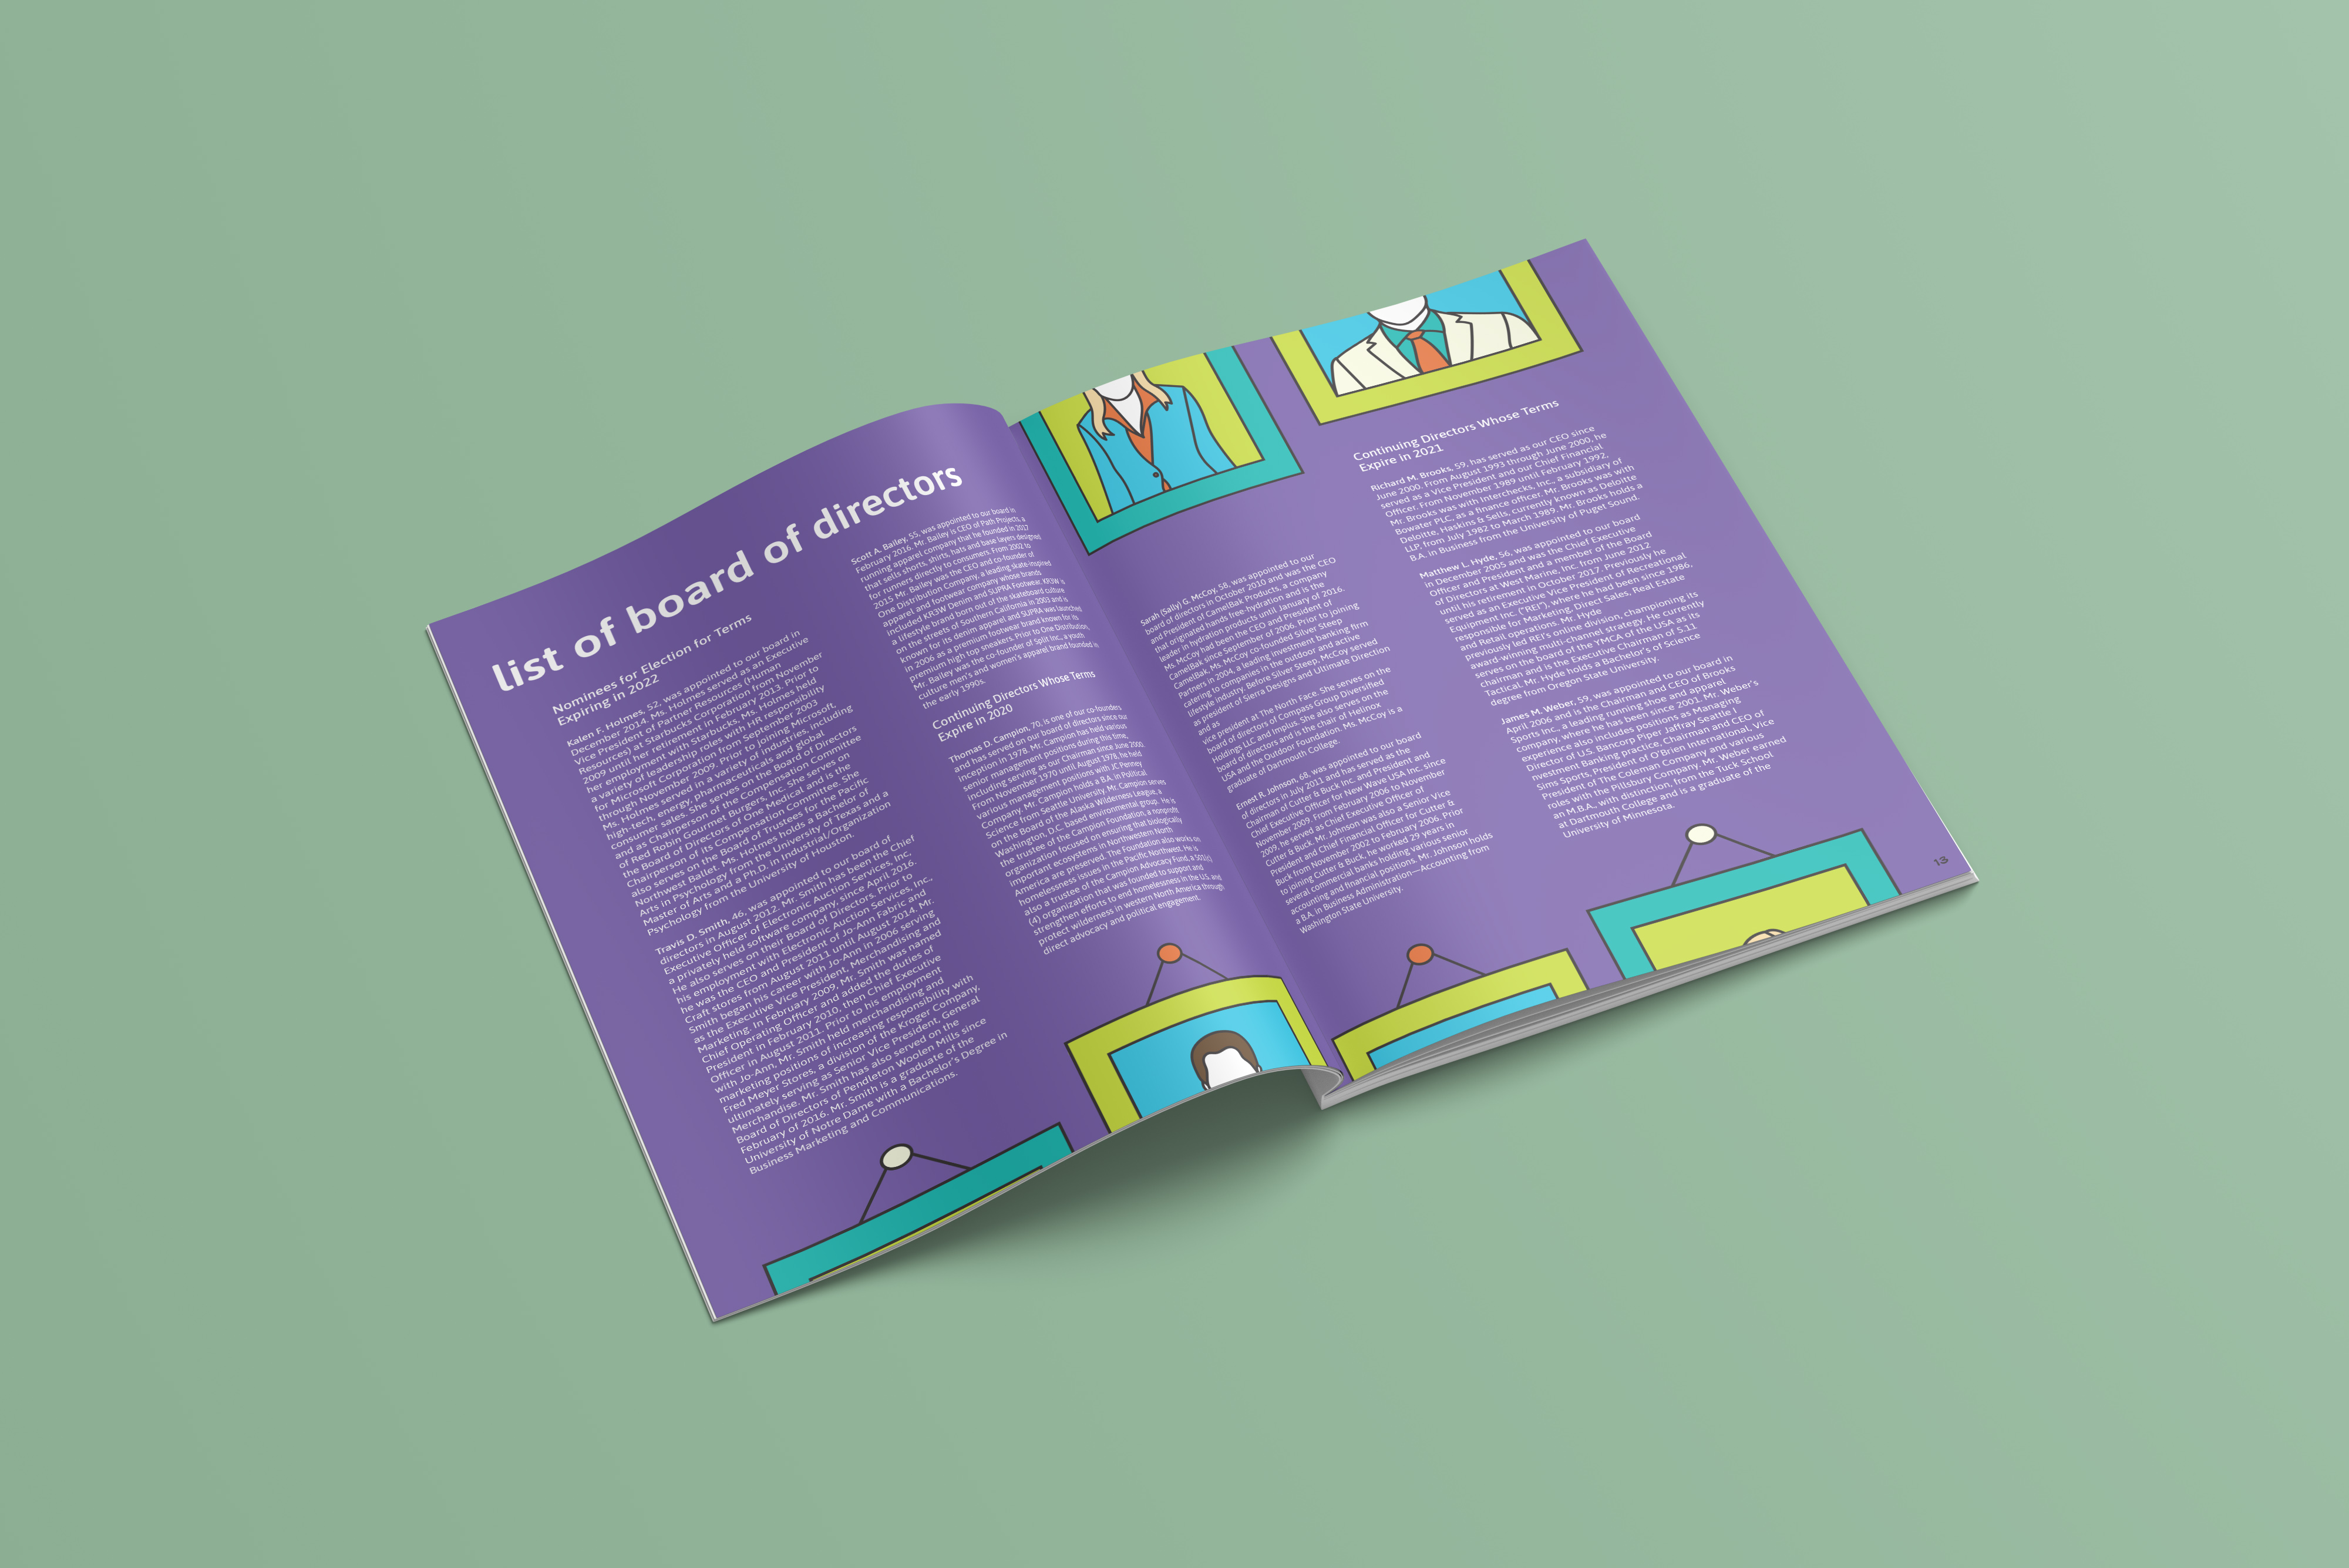 list of board of directors
Nominees for Election for Terms
Expiring in 2022
Kalen F. Holmes, 52, was appointed to our board in
December 2014. Ms. Holmes served as an Executive
Vice President of Partner Resources (Human
Resources) at Starbucks Corporation from November
2009 until her retirement in February 2013. Prior to
her employment with Starbucks, Ms. Holmes held
a variety of leadership roles with HR responsibility
for Microsoft Corporation from September 2003
through November 2009. Prior to joining Microsoft,
Ms. Holmes served in a variety of industries, including
high-tech, energy, pharmaceuticals and global
consumer sales. She serves on the Board of Directors
and as Chairperson of the Compensation Committee
of Red Robin Gourmet Burgers, Inc. She serves on
the Board of Directors of One Medical and is the
Chairperson of its Compensation Committee. She
also serves on the Board of Trustees for the Pacific
Northwest Ballet. Ms. Holmes holds a Bachelor of
Arts in Psychology from the University of Texas and a
Master of Arts and a Ph.D. in Industrial/Organization
Psychology from the University of Houston.
Travis D. Smith, 46, was appointed to our board of
directors in August 2012. Mr. Smith has been the Chief
Executive Officer of Electronic Auction Services, Inc,
a privately held software company, since April 2016.
He also serves on their Board of Directors. Prior to
his employment with Electronic Auction Services, Inc.,
he was the CEO and President of Jo-Ann Fabric and
Craft stores from August 2011 until August 2014. Mr.
Smith began his career with Jo-Ann in 2006 serving
as the Executive Vice President, Merchandising and
Marketing. In February 2009, Mr. Smith was named
Chief Operating Officer and added the duties of
President in February 2010, then Chief Executive
Officer in August 2011. Prior to his employment
with Jo-Ann, Mr. Smith held merchandising and
marketing positions of increasing responsibility with
Fred Meyer Stores, a division of the Kroger Company,
ultimately serving as Senior Vice President, General
Merchandise. Mr. Smith has also served on the
Board of Directors of Pendleton Woolen Mills since
February of 2016. Mr. Smith is a graduate of the
University of Notre Dame with a Bachelor's Degree in
Business Marketing and Communications.
Scott A. Bailey, 55, was appointed to our board in
February 2016. Mr. Bailey is CEO of Path Projects, a
running apparel company that he founded in 2017
that sells shorts, shirts, hats and base layers designed
for runners directly to consumers. From 2002 to
2015 Mr. Bailey was the CEO and co-founder of
One Distribution Company, a leading skate-inspired
apparel and footwear company whose brands
included KR3W Denim and SUPRA Footwear. KR3W is
a lifestyle brand born out of the skateboard culture
on the streets of Southern California in 2003 and is
known for its denim apparel and SUPRA was launched
in 2006 as a premium footwear brand known for its
premium high top sneakers. Prior to One Distribution,
Mr. Bailey was the co-founder of Split Inc., a youth
culture men's and women's apparel brand founded in
the early 1990s.
Continuing Directors Whose Terms
Expire in 2020
Thomas D. Campion, 70, is one of our co-founders
and has served on our board of directors since our
inception in 1978. Mr. Campion has held various
senior management positions during this time,
including serving as our Chairman since June 2000.
From November 1970 until August 1978, he held
various management positions with JC Penney
Company. Mr. Campion holds a B.A. in Political
Science from Seattle University. Mr. Campion serves
on the Board of the Alaska Wilderness League, a
Washington, D.C. based environmental group. He is
the trustee of the Campion Foundation, a nonprofit
organization focused on ensuring that biologically
important ecosystems in Northwestern North
America are preserved. The Foundation also works on
homelessness issues in the Pacific Northwest. He is
also a trustee of the Campion Advocacy Fund, a 501(c)
(4) organization that was founded to support and
strengthen efforts to end homelessness in the U.S. and
protect wilderness in western North America through
direct advocacy and political engagement.
Sarah (Sally) G. McCoy, 58, was appointed to our
board of directors in October 2010 and was the CEO
and President of CamelBak Products, a company
that originated hands free-hydration and is the
leader in hydration products until January of 2016.
Ms. McCoy had been the CEO and President of
CamelBak since September of 2006. Prior to joining
CamelBak, Ms. McCoy co-founded Silver Steep
Partners in 2004, a leading investment banking firm
catering to companies in the outdoor and active
lifestyle industry. Before Silver Steep, McCoy served
as president of Sierra Designs and Ultimate Direction
and as
vice president at The North Face. She serves on the
board of directors of Compass Group Diversified
Holdings LLC and Implus. She also serves on the
board of directors and is the chair of Helinox
USA and the Outdoor Foundation. Ms. McCoy is a
graduate of Dartmouth College.
Ernest R. Johnson, 68, was appointed to our board
of directors in July 2011 and has served as the
Chairman of Cutter & Buck Inc. and President and
Chief Executive Officer for New Wave USA Inc. since
November 2009. From February 2006 to November
2009, he served as Chief Executive Officer of
Cutter & Buck. Mr. Johnson was also a Senior Vice
President and Chief Financial Officer for Cutter &
Buck from November 2002 to February 2006. Prior
to joining Cutter & Buck, he worked 29 years in
several commercial banks holding various senior
accounting and financial positions. Mr. Johnson holds
a B.A. in Business Administration—Accounting from
Washington State University.
Continuing Directors Whose Terms
Expire in 2021
Richard M. Brooks, 59, has served as our CEO since
June 2000. From August 1993 through June 2000, he
served as a Vice President and our Chief Financial
Officer. From November 1989 until February 1992,
Mr. Brooks was with Interchecks, Inc., a subsidiary of
Bowater PLC, as a finance officer. Mr. Brooks was with
Deloitte, Haskins & Sells, currently known as Deloitte
LLP, from July 1982 to March 1989. Mr. Brooks holds a
B.A. in Business from the University of Puget Sound.
Matthew L. Hyde, 56, was appointed to our board
in December 2005 and was the Chief Executive
Officer and President and a member of the Board
of Directors at West Marine, Inc. from June 2012
until his retirement in October 2017. Previously he
served as an Executive Vice President of Recreational
Equipment Inc. ("REI"), where he had been since 1986,
responsible for Marketing, Direct Sales, Real Estate
and Retail operations. Mr. Hyde
previously led REI's online division, championing its
award-winning multi-channel strategy. He currently
serves on the board of the YMCA of the USA as its
chairman and is the Executive Chairman of 5.11
Tactical. Mr. Hyde holds a Bachelor's of Science
degree from Oregon State University.
James M. Weber, 59, was appointed to our board in
April 2006 and is the Chairman and CEO of Brooks
Sports Inc., a leading running shoe and apparel
company, where he has been since 2001. Mr. Weber's
experience also includes positions as Managing
Director of U.S. Bancorp Piper Jaffray Seattle I
nvestment Banking practice, Chairman and CEO of
Sims Sports, President of O'Brien International, Vice
President of The Coleman Company and various
roles with the Pillsbury Company. Mr. Weber earned
an M.B.A., with distinction, from the Tuck School
at Dartmouth College and is a graduate of the
University of Minnesota.
13